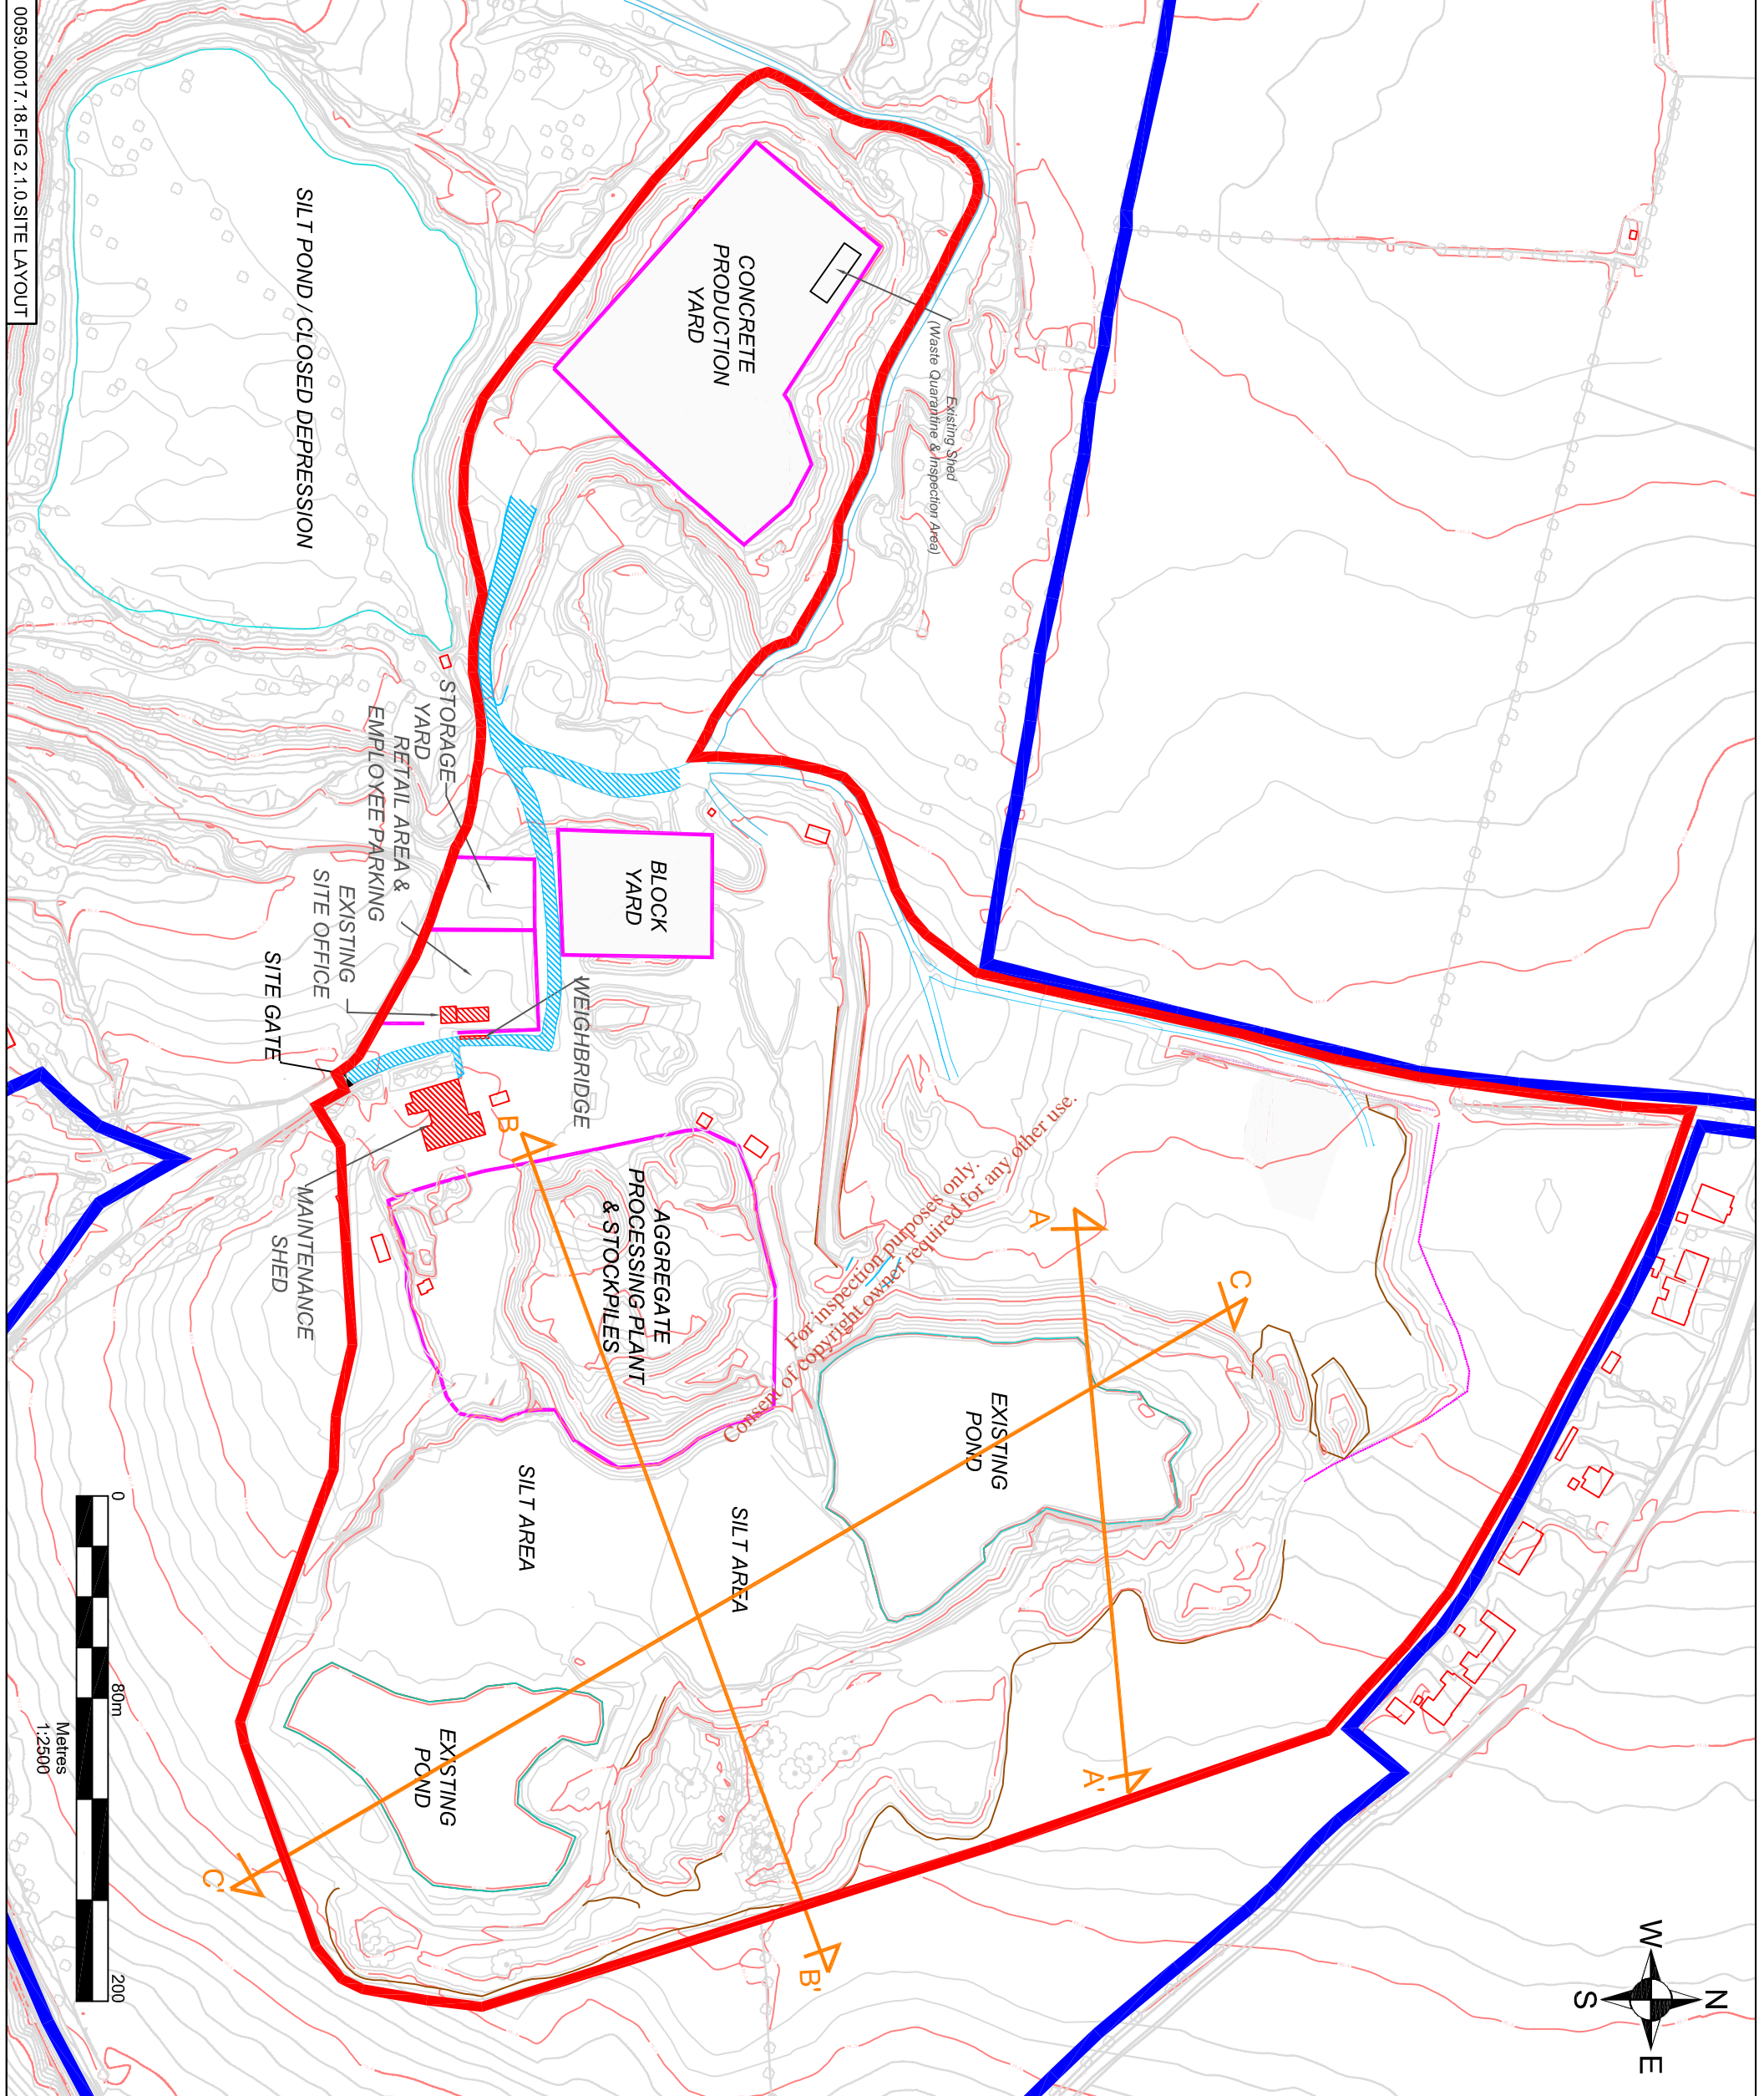 0059.00017.18.FIG 2.1.0.SITE LAYOUT
SILT POND / CLOSED DEPRESSION
CONCRETE
PRODUCTION
YARD
Existing Shed
(Waste Quarantine & Inspection Area)
STORAGE
YARD
RETAIL AREA &
EMPLOYEE PARKING
EXISTING
SITE OFFICE
SITE GATE
BLOCK
YARD
WEIGHBRIDGE
MAINTENANCE
SHED
AGGREGATE
PROCESSING PLANT
& STOCKPILES
SILT AREA
SILT AREA
EXISTING
POND
EXISTING
POND
A
A'
B
B'
C
C'
For inspection purposes only.
Consent of copyright owner required for any other use.
0
80m
200
Metres
1:2500
N
W
E
S